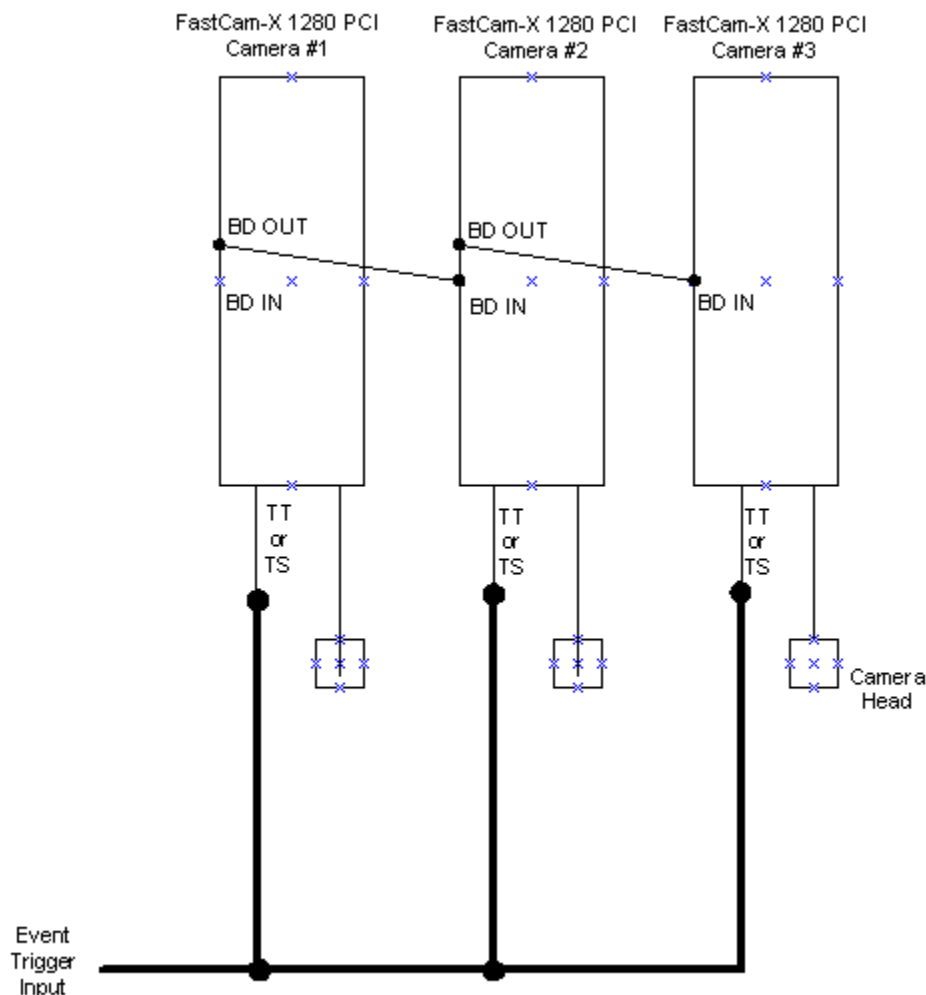 FastCam-X 1280 PCI
Camera #1
FastCam-X 1280 PCI
Camera #2
FastCam-X 1280 PCI
Camera #3
BD OUT
BD IN
BD OUT
BD IN
BD IN
TT
or
TS
TT
or
TS
TT
or
TS
Camera
Head
Event
Trigger
Input